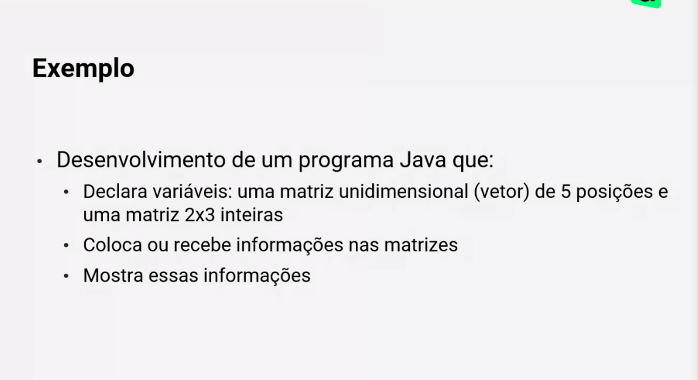 Exemplo
• Desenvolvimento de um programa Java que:
• Declara variáveis: uma matriz unidimensional (vetor) de 5 posições e
uma matriz 2x3 inteiras
• Coloca ou recebe informações nas matrizes
• Mostra essas informações